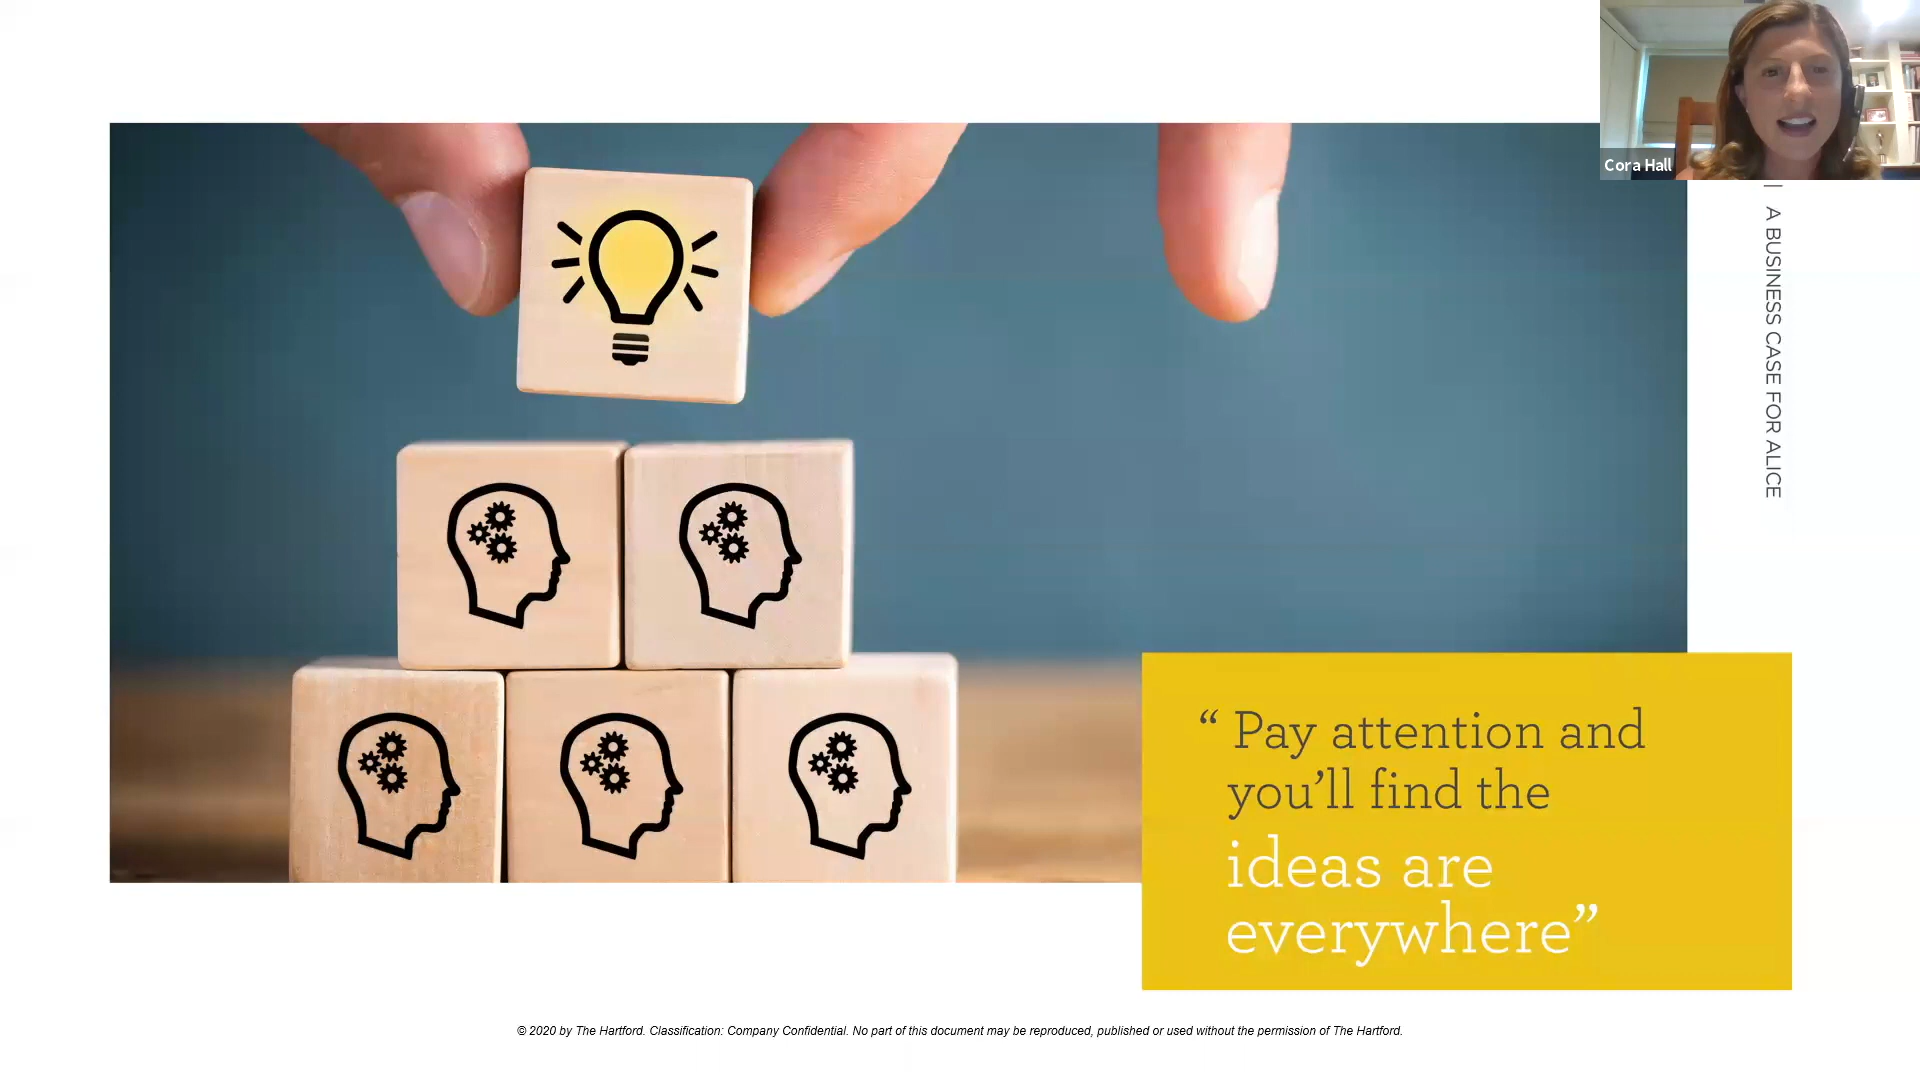 Cora Hall
| A BUSINESS CASE FOR ALICE
“ Pay attention and
you’ll find the
ideas are
everywhere”
© 2020 by The Hartford. Classification: Company Confidential. No part of this document may be reproduced, published or used without the permission of The Hartford.